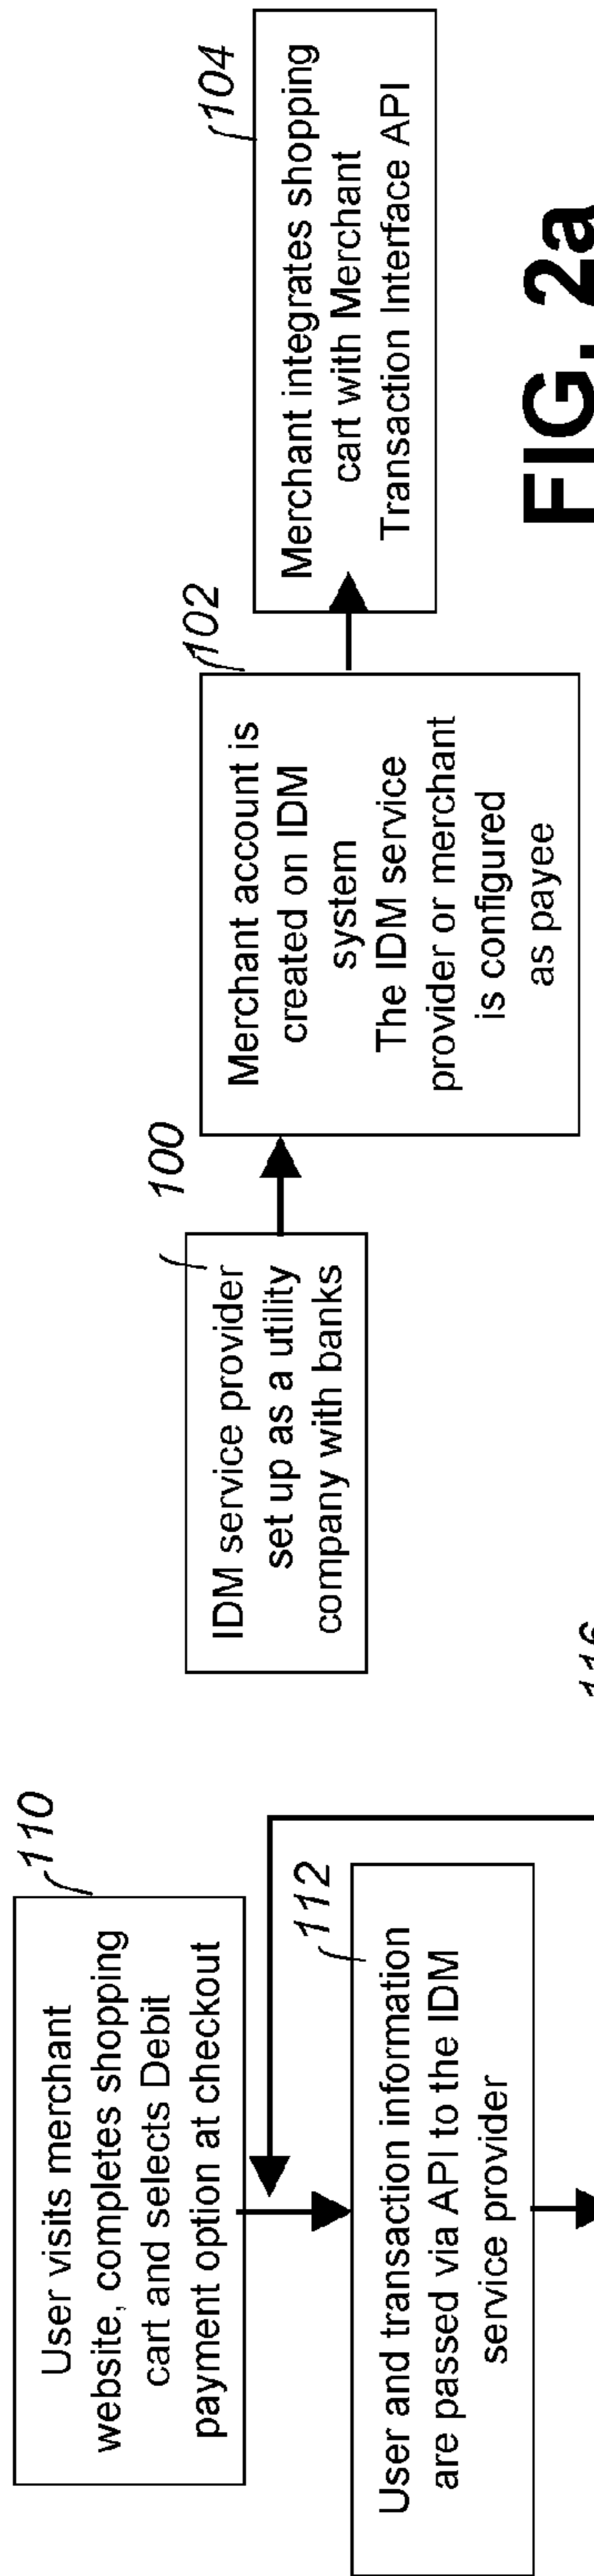 110
User visits merchant
website, completes shopping
cart and selects Debit
payment option at checkout
112
User and transaction information
are passed via API to the IDM
service provider
100
IDM service provider
set up as a utility
company with banks
102
Merchant account is
created on IDM
system
The IDM service
provider or merchant
is configured
as payee
104
Merchant integrates shopping
cart with Merchant
Transaction Interface API
FIG. 2a